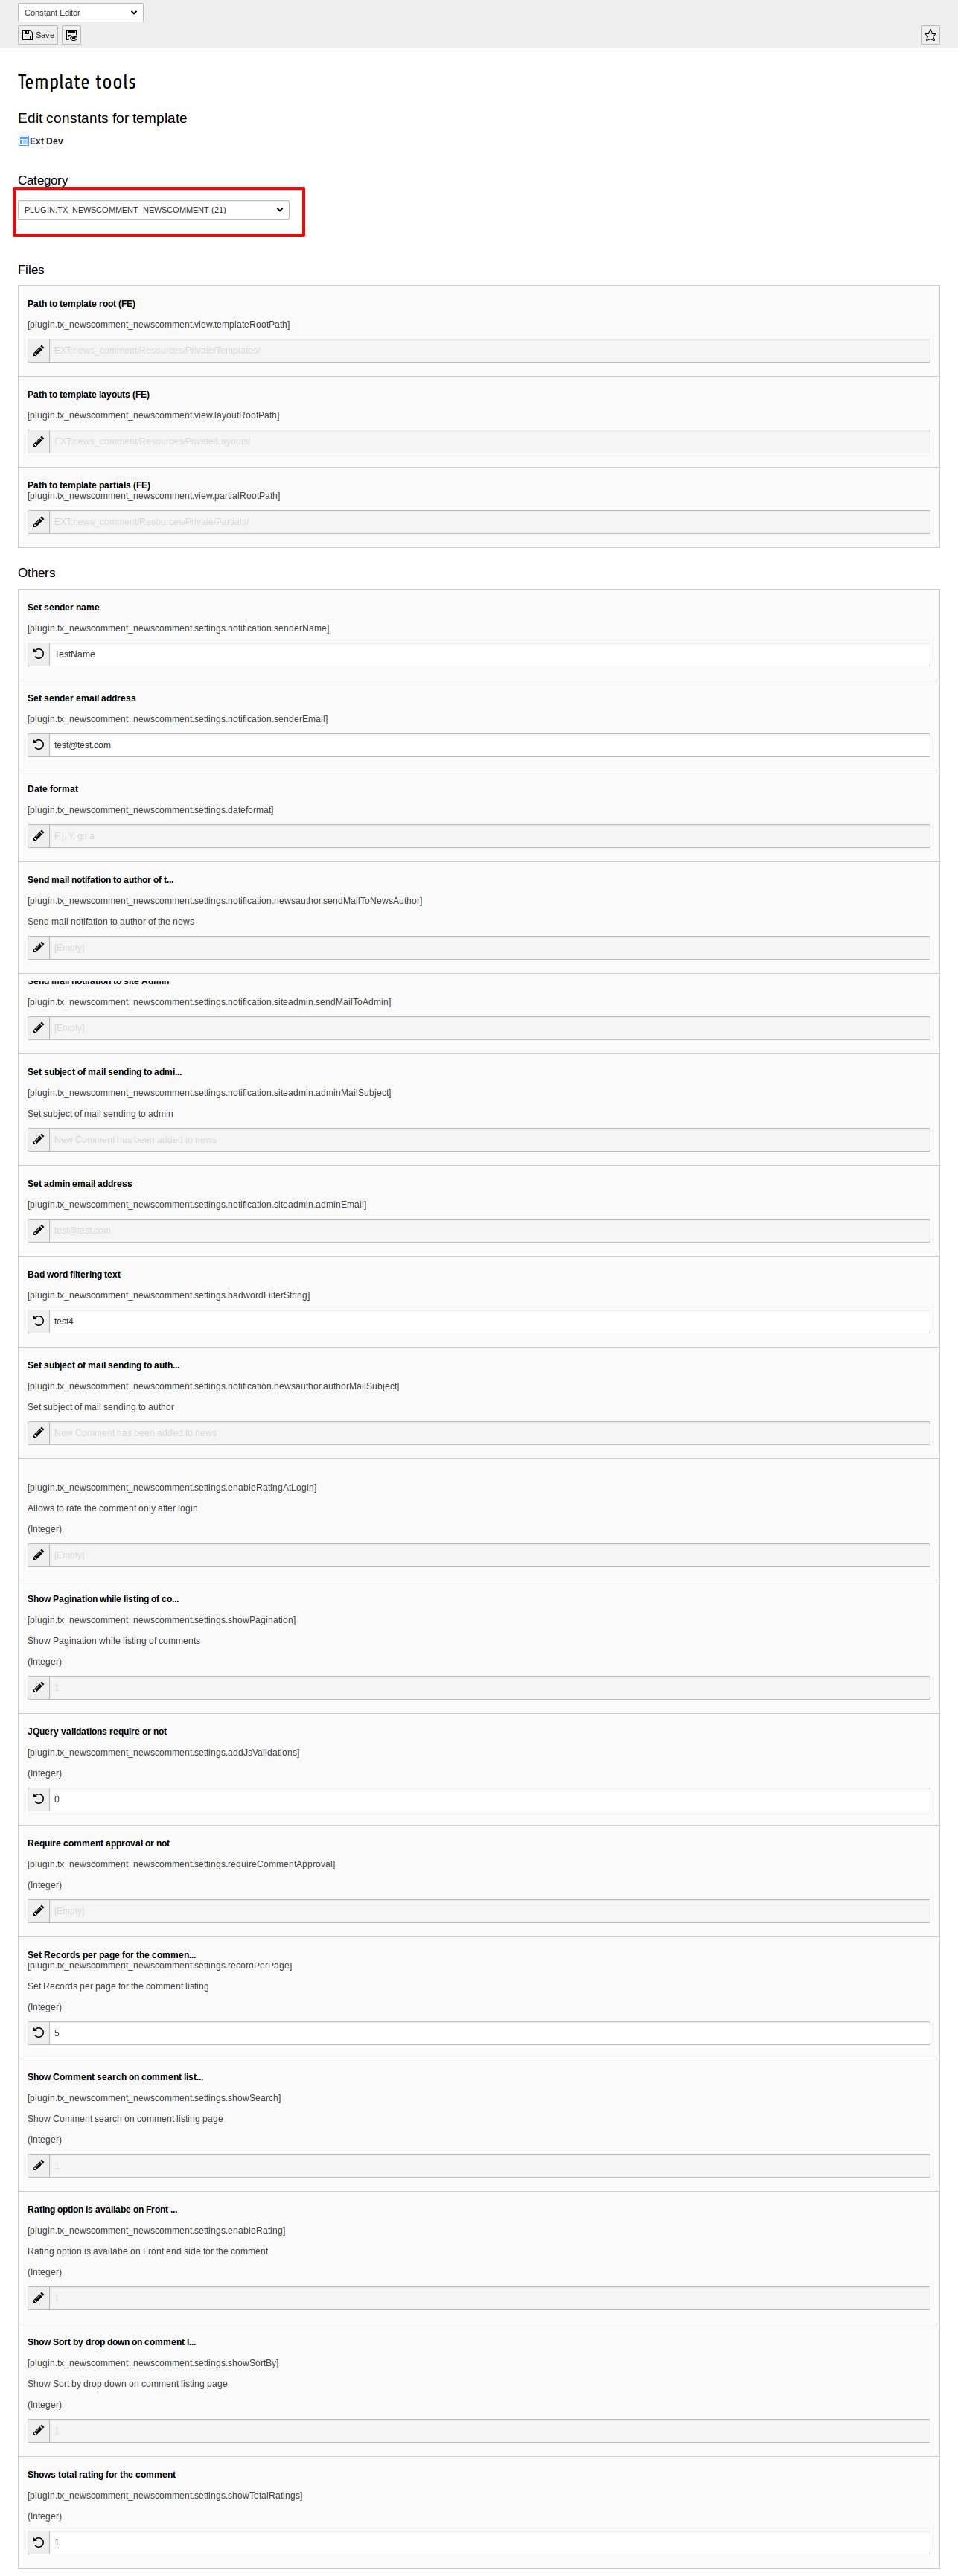 Constant Editor
Save
Template tools
Edit constants for template
Ext Dev
Category
PLUGIN.TX_NEWSCOMMENT_NEWSCOMMENT (21)
Files
Path to template root (FE)
[plugin.tx_newscomment_newscomment.view.templateRootPath]
EXT:news_comment/Resources/Private/Templates/
Path to template layouts (FE)
[plugin.tx_newscomment_newscomment.view.layoutRootPath]
EXT:news_comment/Resources/Private/Layouts/
Path to template partials (FE)
[plugin.tx_newscomment_newscomment.view.partialRootPath]
EXT:news_comment/Resources/Private/Partials/
Others
Set sender name
[plugin.tx_newscomment_newscomment.settings.notification.senderName]
TestName
Set sender email address
[plugin.tx_newscomment_newscomment.settings.notification.senderEmail]
test@test.com
Date format
[plugin.tx_newscomment_newscomment.settings.dateformat]
F j, Y, g:i a
Send mail notifation to author of t...
[plugin.tx_newscomment_newscomment.settings.notification.newsauthor.sendMailToNewsAuthor]
Send mail notifation to author of the news
[Empty]
Send mail notifation to site Admin
[plugin.tx_newscomment_newscomment.settings.notification.siteadmin.sendMailToAdmin]
[Empty]
Set subject of mail sending to admi...
[plugin.tx_newscomment_newscomment.settings.notification.siteadmin.adminMailSubject]
Set subject of mail sending to admin
New Comment has been added to news
Set admin email address
[plugin.tx_newscomment_newscomment.settings.notification.siteadmin.adminEmail]
test@test.com
Bad word filtering text
[plugin.tx_newscomment_newscomment.settings.badwordFilterString]
test4
Set subject of mail sending to auth...
[plugin.tx_newscomment_newscomment.settings.notification.newsauthor.authorMailSubject]
Set subject of mail sending to author
New Comment has been added to news
[plugin.tx_newscomment_newscomment.settings.enableRatingAtLogin]
Allows to rate the comment only after login
(Integer)
[Empty]
Show Pagination while listing of co...
[plugin.tx_newscomment_newscomment.settings.showPagination]
Show Pagination while listing of comments
(Integer)
1
JQuery validations require or not
[plugin.tx_newscomment_newscomment.settings.addJsValidations]
(Integer)
0
Require comment approval or not
[plugin.tx_newscomment_newscomment.settings.requireCommentApproval]
(Integer)
[Empty]
Set Records per page for the commen...
[plugin.tx_newscomment_newscomment.settings.recordPerPage]
Set Records per page for the comment listing
(Integer)
5
Show Comment search on comment list...
[plugin.tx_newscomment_newscomment.settings.showSearch]
Show Comment search on comment listing page
(Integer)
1
Rating option is availabe on Front ...
[plugin.tx_newscomment_newscomment.settings.enableRating]
Rating option is availabe on Front end side for the comment
(Integer)
1
Show Sort by drop down on comment l...
[plugin.tx_newscomment_newscomment.settings.showSortBy]
Show Sort by drop down on comment listing page
(Integer)
1
Shows total rating for the comment
[plugin.tx_newscomment_newscomment.settings.showTotalRatings]
(Integer)
1